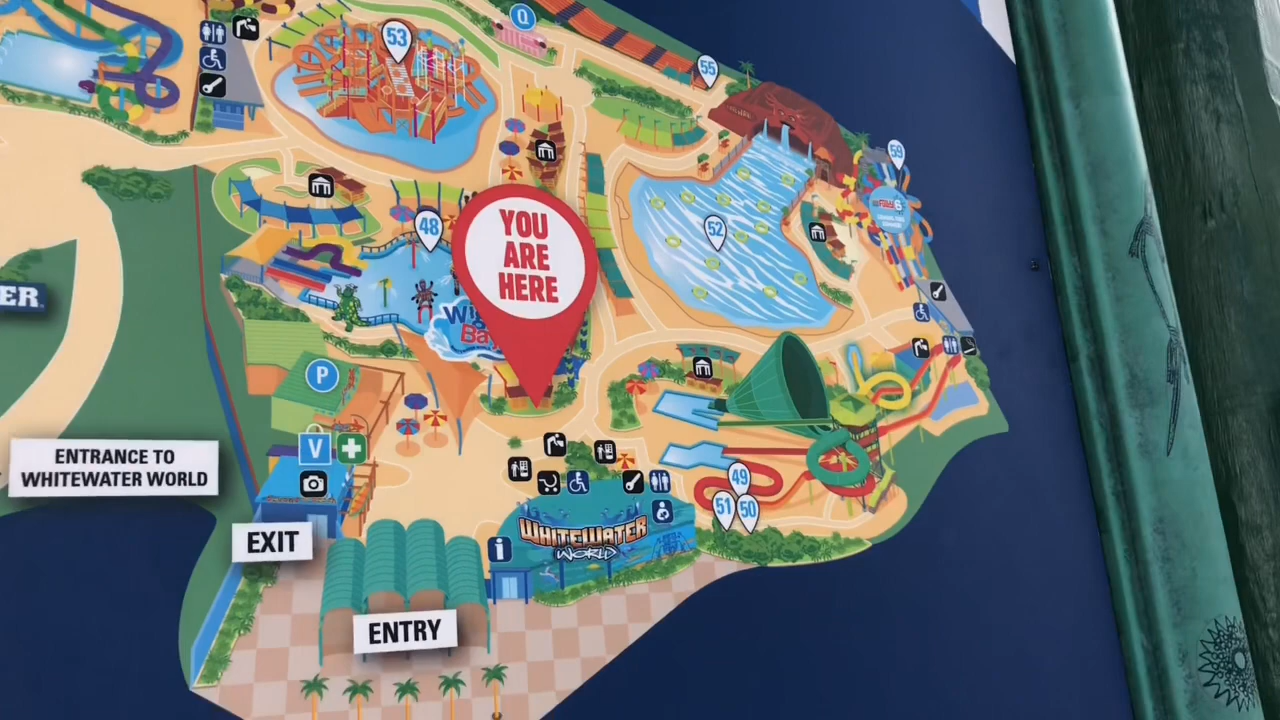 Q
53
55
59
48
52
YOU
ARE
HERE
ER.
P
V
ENTRANCE TO
WHITEWATER WORLD
49
51 50
i
WHITEWATER
WORLD
EXIT
ENTRY